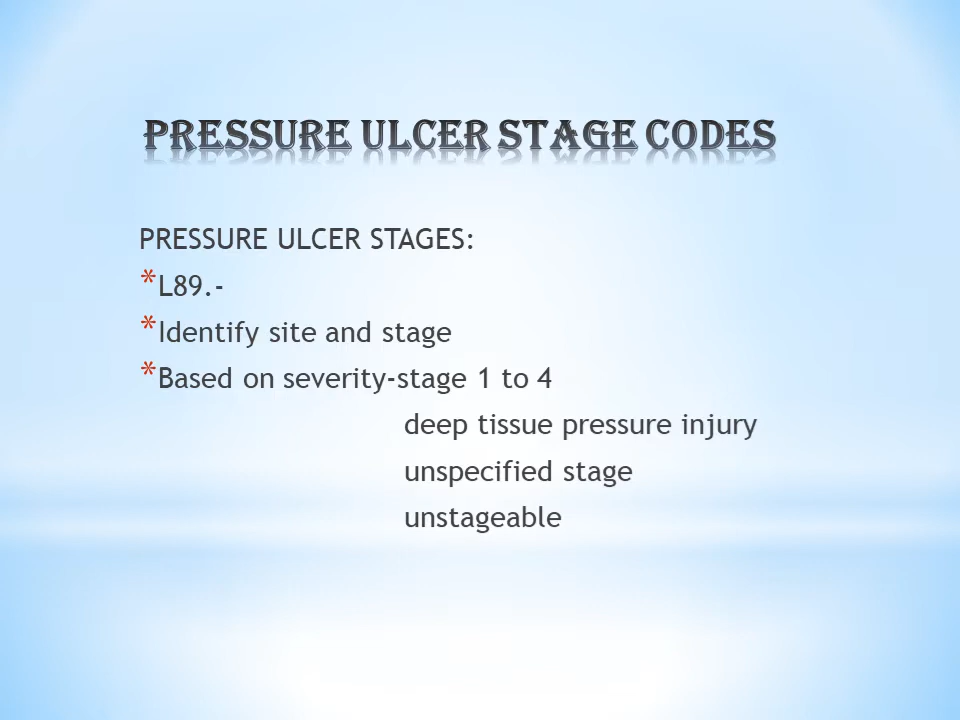 PRESSURE ULCER STAGE CODES
PRESSURE ULCER STAGES:
*L89.-
*Identify site and stage
*Based on severity-stage 1 to 4
deep tissue pressure injury
unspecified stage
unstageable